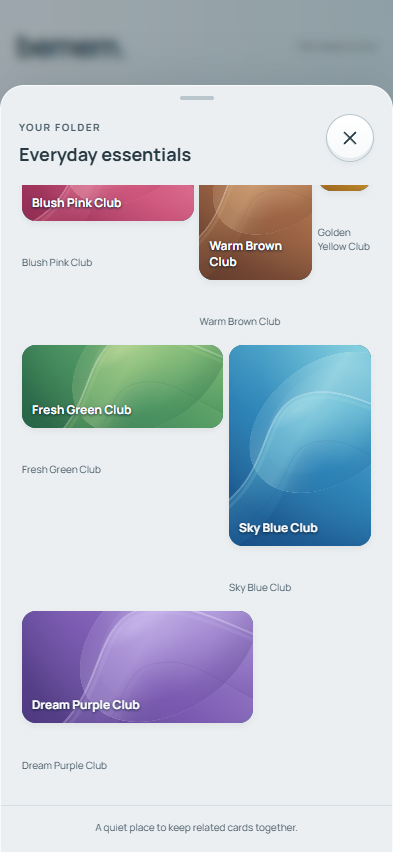 bemem.
YOUR FOLDER
Everyday essentials
Blush Pink Club
Warm Brown
Club
Golden
Yellow Club
Blush Pink Club
Warm Brown Club
Fresh Green Club
Sky Blue Club
Fresh Green Club
Sky Blue Club
Dream Purple Club
Dream Purple Club
A quiet place to keep related cards together.